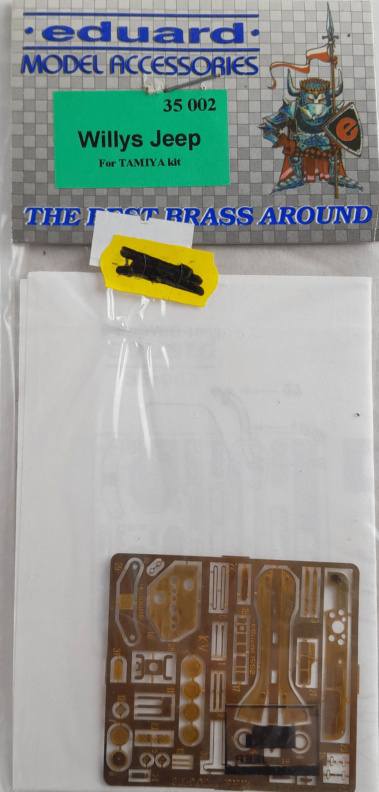 ·eduard·
MODEL ACCESSORIES
35 002
Willys Jeep
For TAMIYA kit
e
THE BEST BRASS AROUND